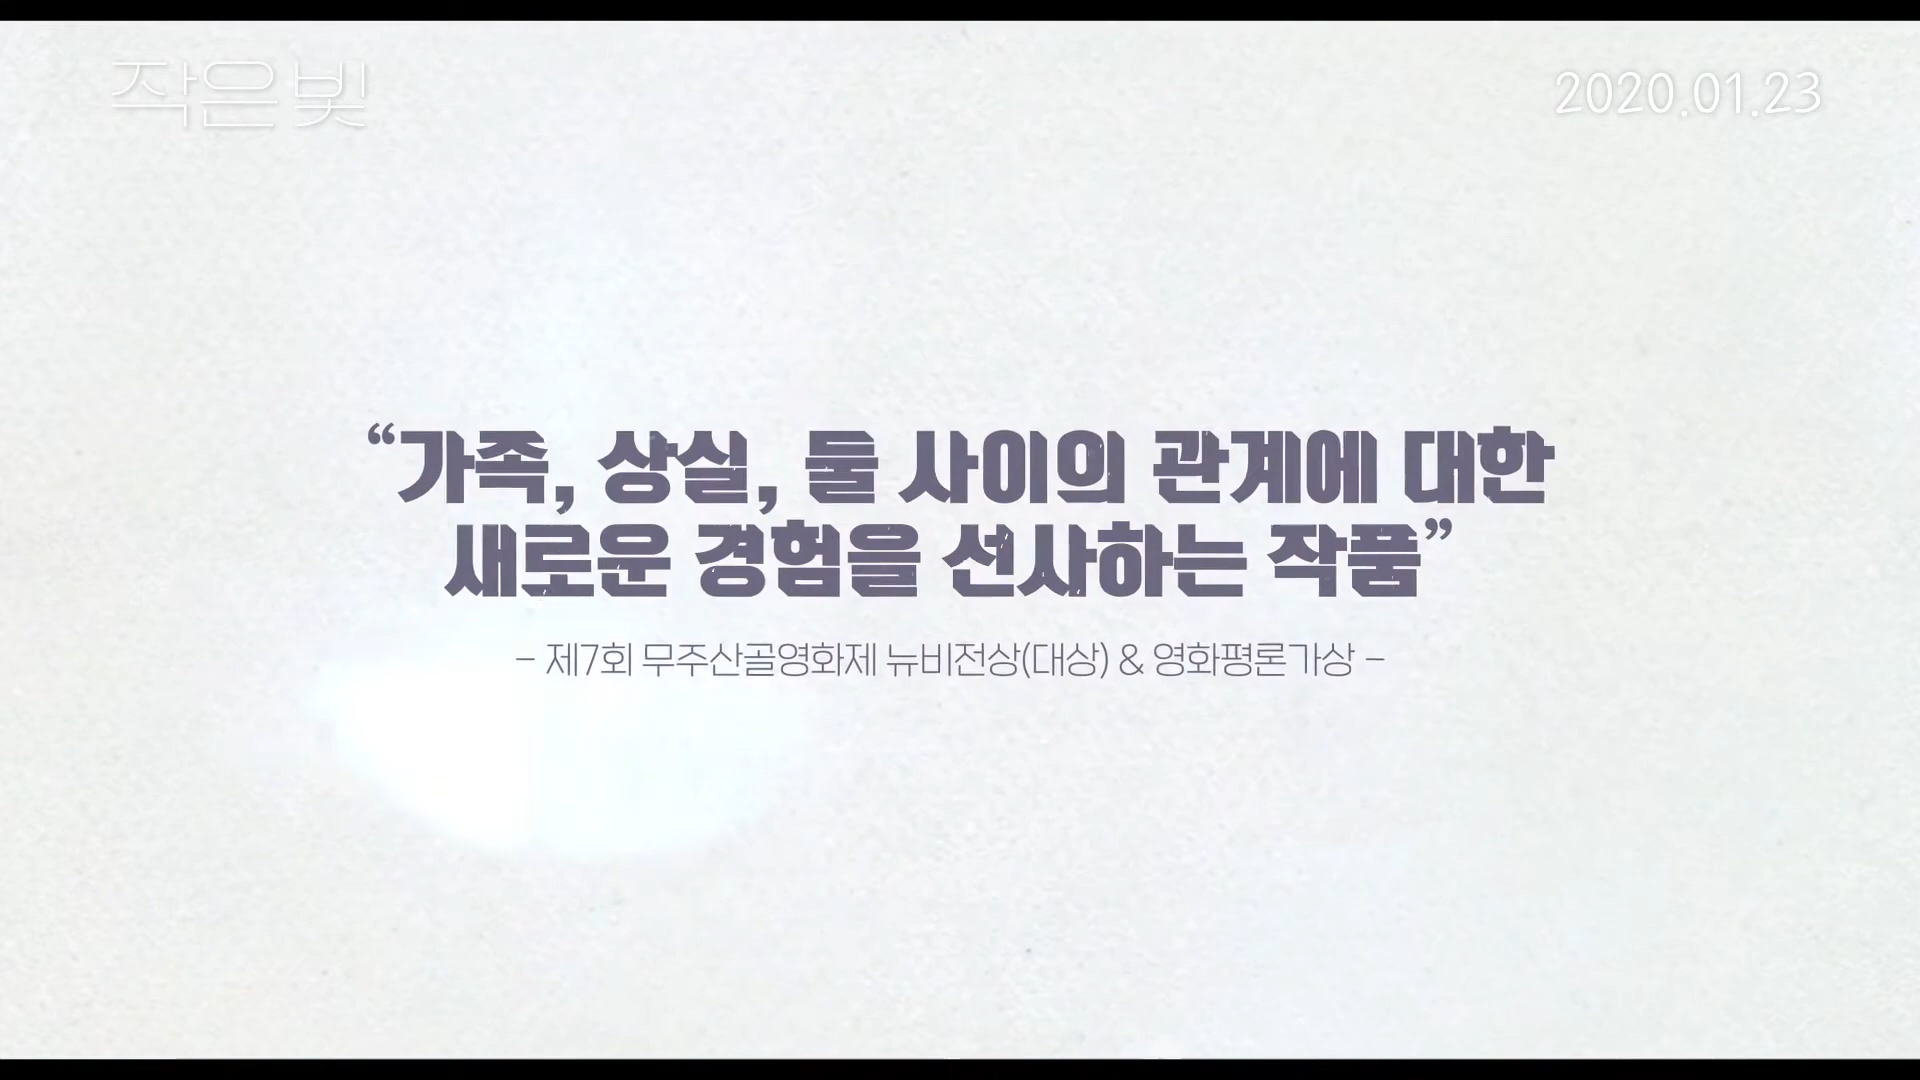 작은 빛
2020.01.23
“가족, 상실, 둘 사이의 관계에 대한
새로운 경험을 선사하는 작품”
– 제7회 무주산골영화제 뉴비전상(대상) & 영화평론가상 –